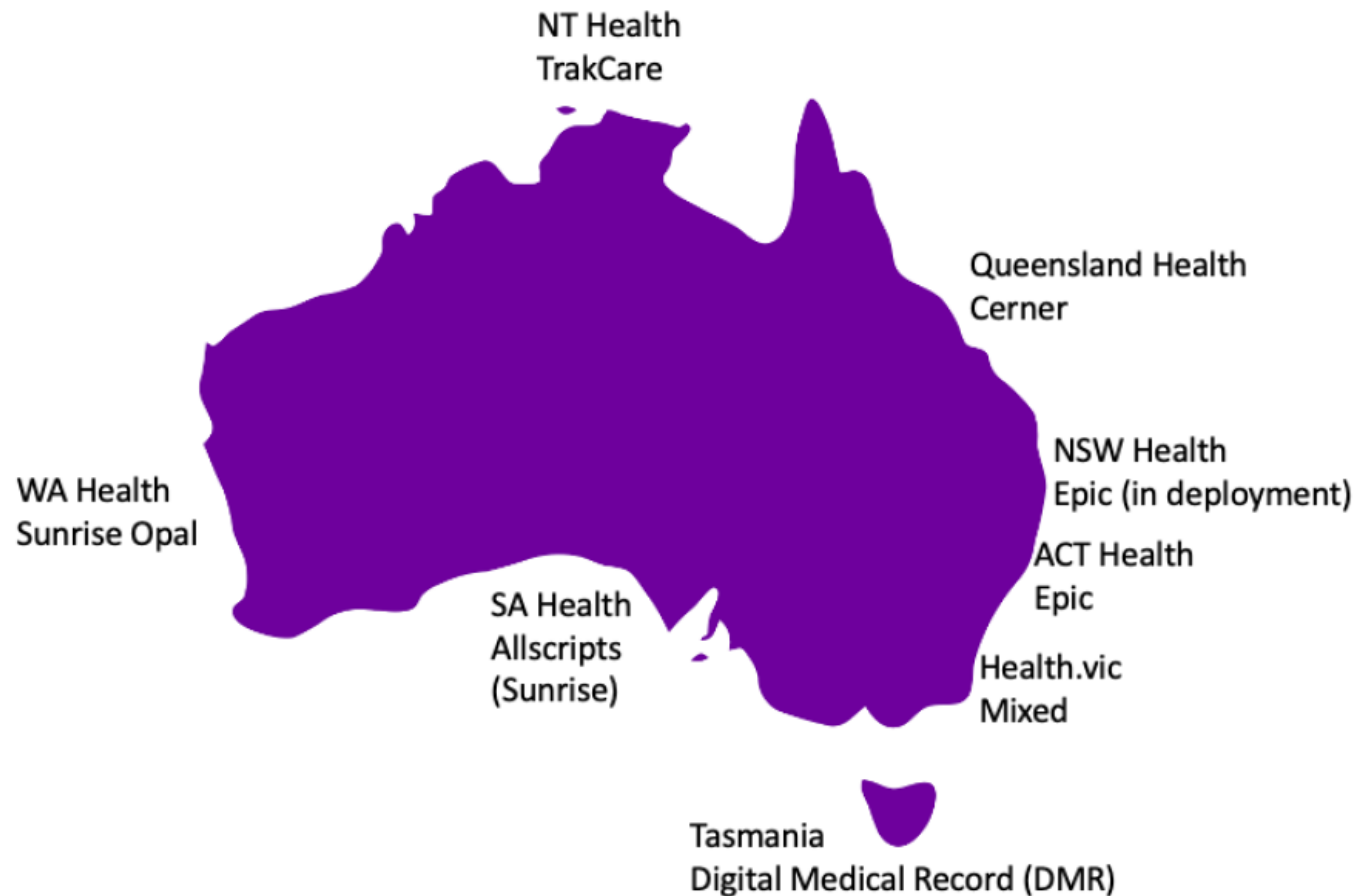 NT Health
TrakCare
Queensland Health
Cerner
NSW Health
Epic (in deployment)
WA Health
Sunrise Opal
ACT Health
Epic
SA Health
Allscripts
(Sunrise)
Health.vic
Mixed
Tasmania
Digital Medical Record (DMR)